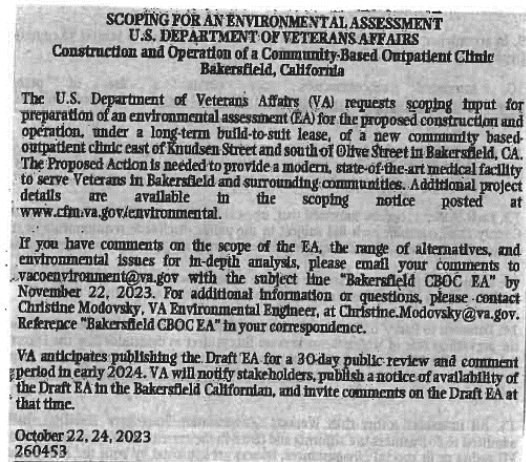 SCOPING FOR AN ENVIRONMENTAL ASSESSMENT
U.S. DEPARTMENT OF VETERANS AFFAIRS
Construction and Operation of a Community-Based Outpatient Clinic
Bakersfield, California
The U.S. Department of Veterans Affairs (VA) requests scoping input for
preparation of an environmental assessment (EA) for the proposed construction and
operation, under a long-term build-to-suit lease, of a new community based
outpatient clinic east of Knudsen Street and south of Olive Street in Bakersfield, CA.
The Proposed Action is needed to provide a modern, state-of-the-art medical facility
to serve Veterans in Bakersfield and surrounding communities. Additional project
details are available in the scoping notice posted at
www.cfm.va.gov/environmental.
If you have comments on the scope of the EA, the range of alternatives, and
environmental issues for in-depth analysis, please email your comments to
vacoenvironment@va.gov with the subject line "Bakersfield CBOC EA" by
November 22, 2023. For additional information or questions, please contact
Christine Modovsky, VA Environmental Engineer, at Christine.Modovsky@va.gov.
Reference "Bakersfield CBOC EA" in your correspondence.
VA anticipates publishing the Draft EA for a 30-day public review and comment
period in early 2024. VA will notify stakeholders, publish a notice of availability of
the Draft EA in the Bakersfield Californian, and invite comments on the Draft EA at
that time.
October 22, 24, 2023
260453